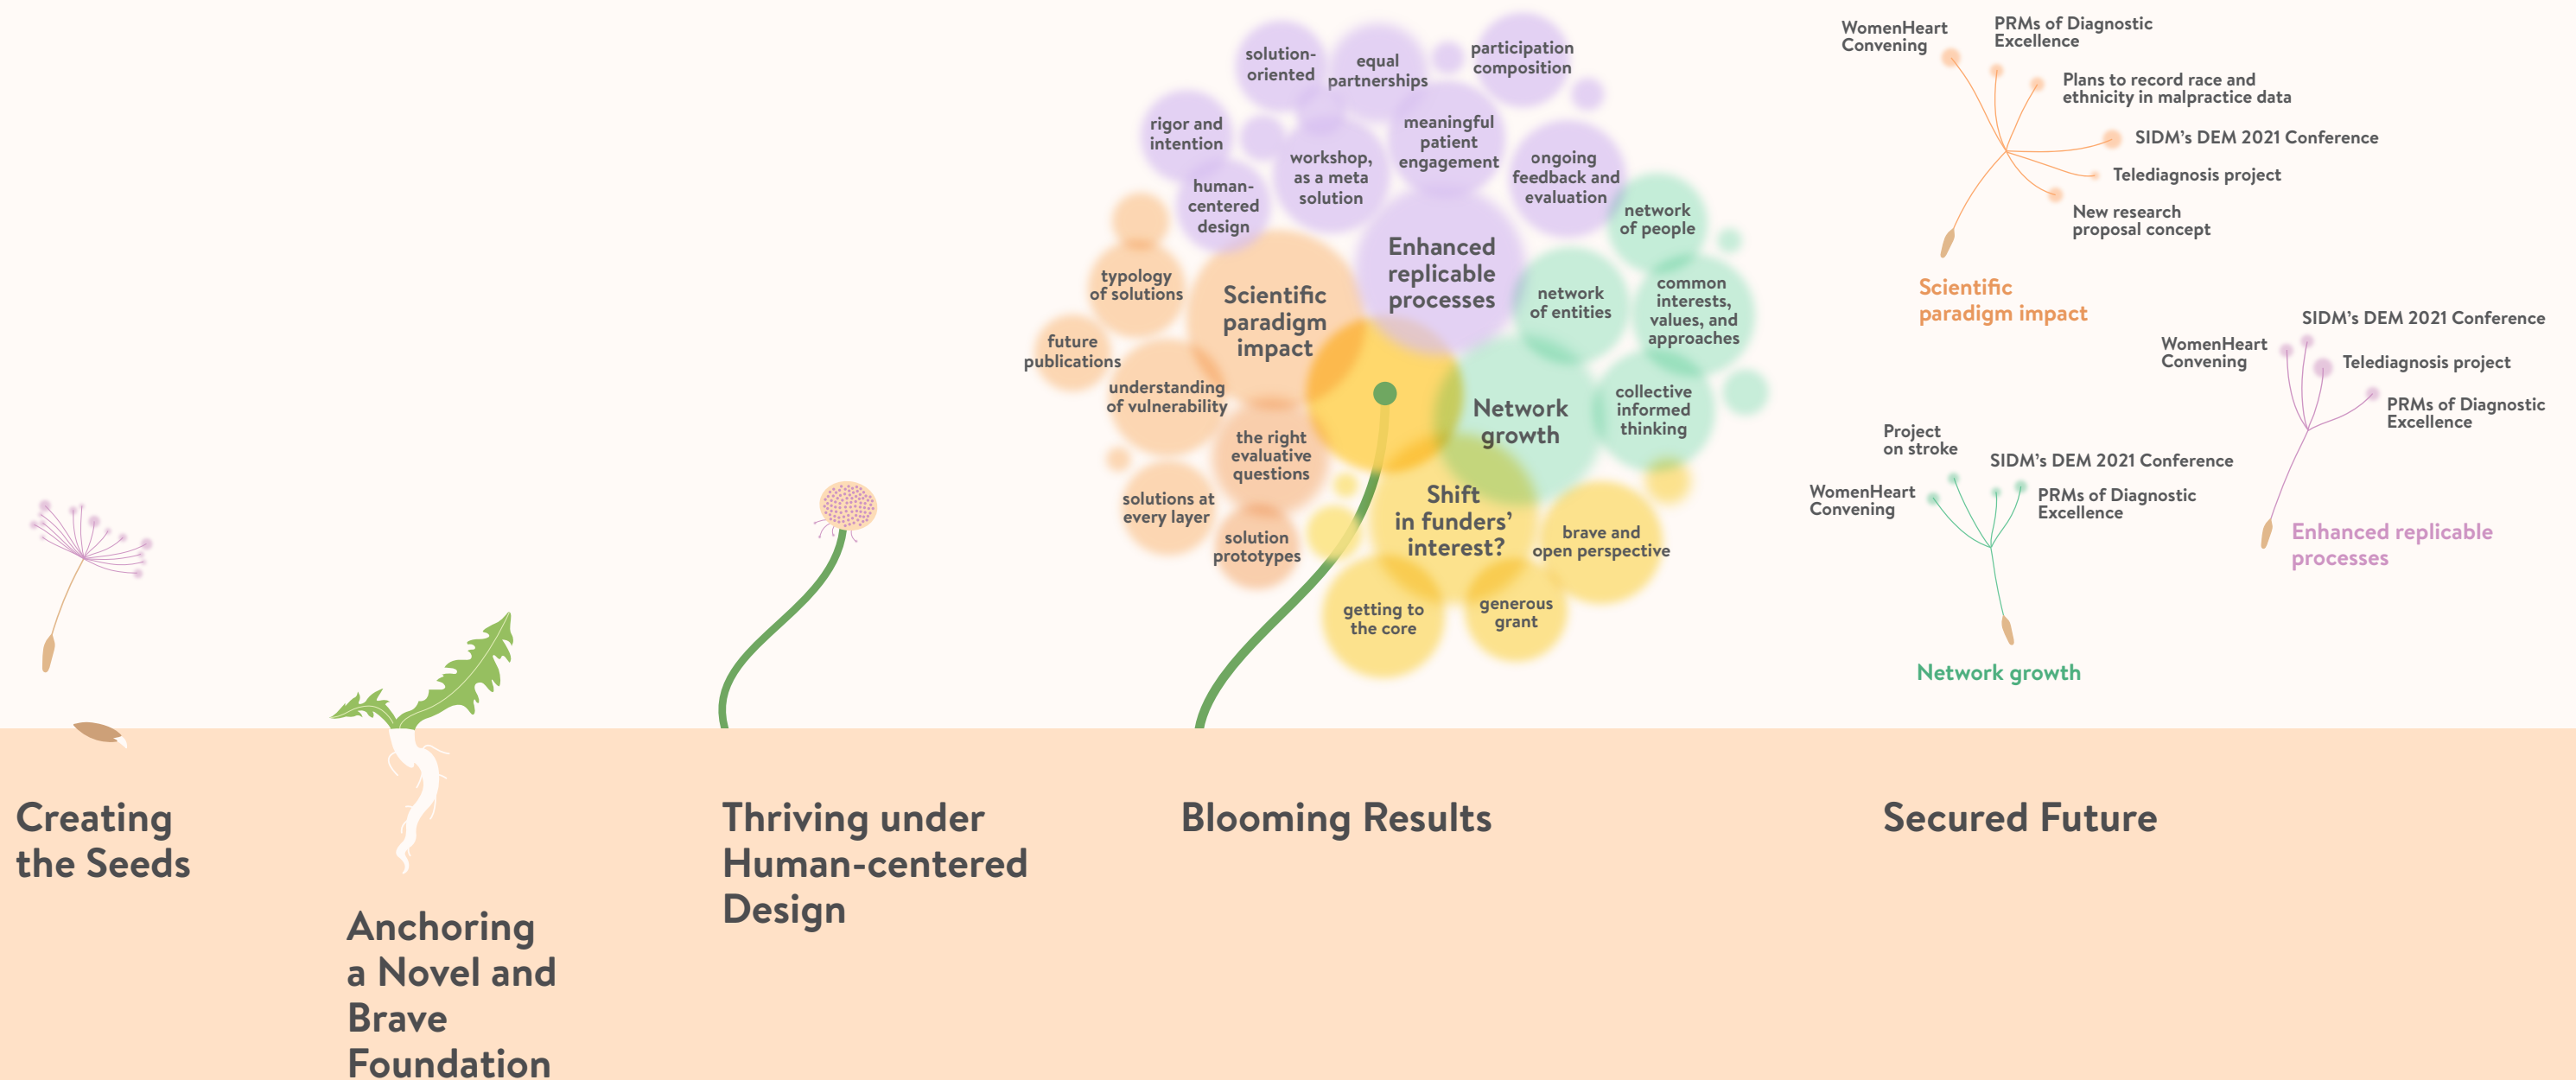 solution-
oriented
equal
partnerships
participation
composition
rigor and
intention
human-
centered
design
workshop,
as a meta
solution
meaningful
patient
engagement
ongoing
feedback and
evaluation
Enhanced
replicable
processes
typology
of solutions
future
publications
understanding
of vulnerability
Scientific
paradigm
impact
the right
evaluative
questions
solutions at
every layer
solution
prototypes
network
of people
network
of entities
common
interests,
values, and
approaches
collective
informed
thinking
Network
growth
Shift
in funders’
interest?
brave and
open perspective
getting to
the core
generous
grant
WomenHeart
Convening
PRMs of Diagnostic
Excellence
Plans to record race and
ethnicity in malpractice data
SIDM’s DEM 2021 Conference
Telediagnosis project
New research
proposal concept
Scientific
paradigm impact
SIDM’s DEM 2021 Conference
WomenHeart
Convening
Telediagnosis project
PRMs of Diagnostic
Excellence
Enhanced replicable
processes
Project
on stroke
SIDM’s DEM 2021 Conference
WomenHeart
Convening
PRMs of Diagnostic
Excellence
Network growth
Creating
the Seeds
Anchoring
a Novel and
Brave
Foundation
Thriving under
Human-centered
Design
Blooming Results
Secured Future